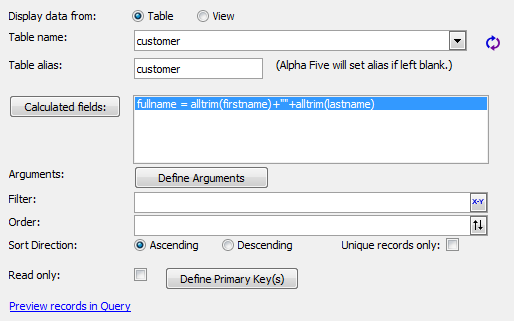 Display data from: Table View
Table name: customer
Table alias: customer (Alpha Five will set alias if left blank.)
Calculated fields: fullname = alltrim(firstname)+""+alltrim(lastname)
Arguments: Define Arguments
Filter: X-Y
Order:
Sort Direction: Ascending Descending Unique records only:
Read only: Define Primary Key(s)
Preview records in Query